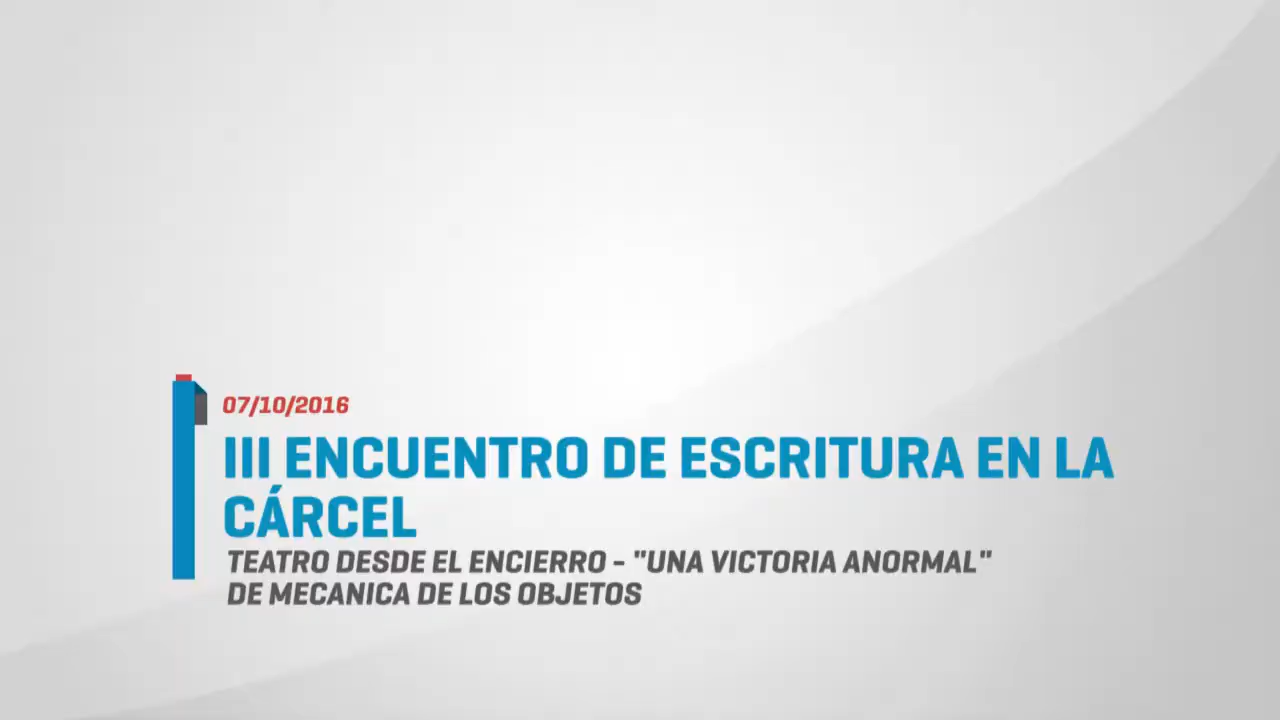 07/10/2016
III ENCUENTRO DE ESCRITURA EN LA
CÁRCEL
TEATRO DESDE EL ENCIERRO - "UNA VICTORIA ANORMAL"
DE MECANICA DE LOS OBJETOS